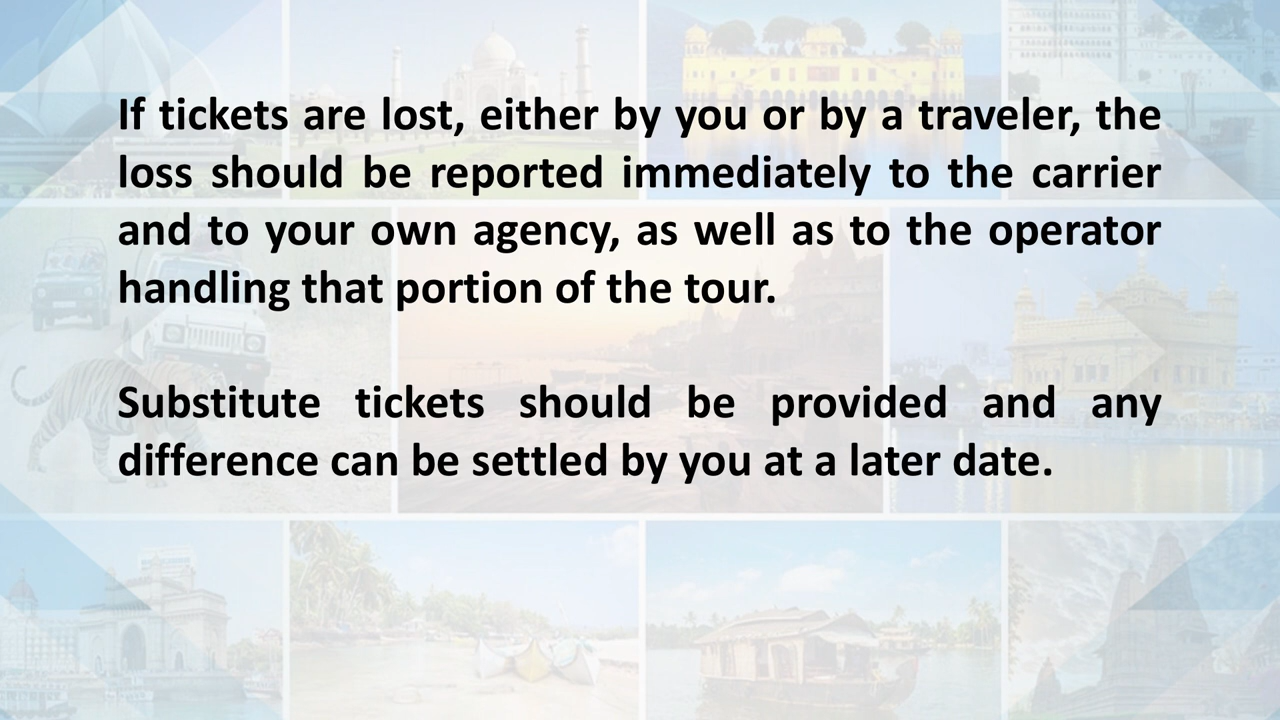 If tickets are lost, either by you or by a traveler, the
loss should be reported immediately to the carrier
and to your own agency, as well as to the operator
handling that portion of the tour.
Substitute tickets should be provided and any
difference can be settled by you at a later date.